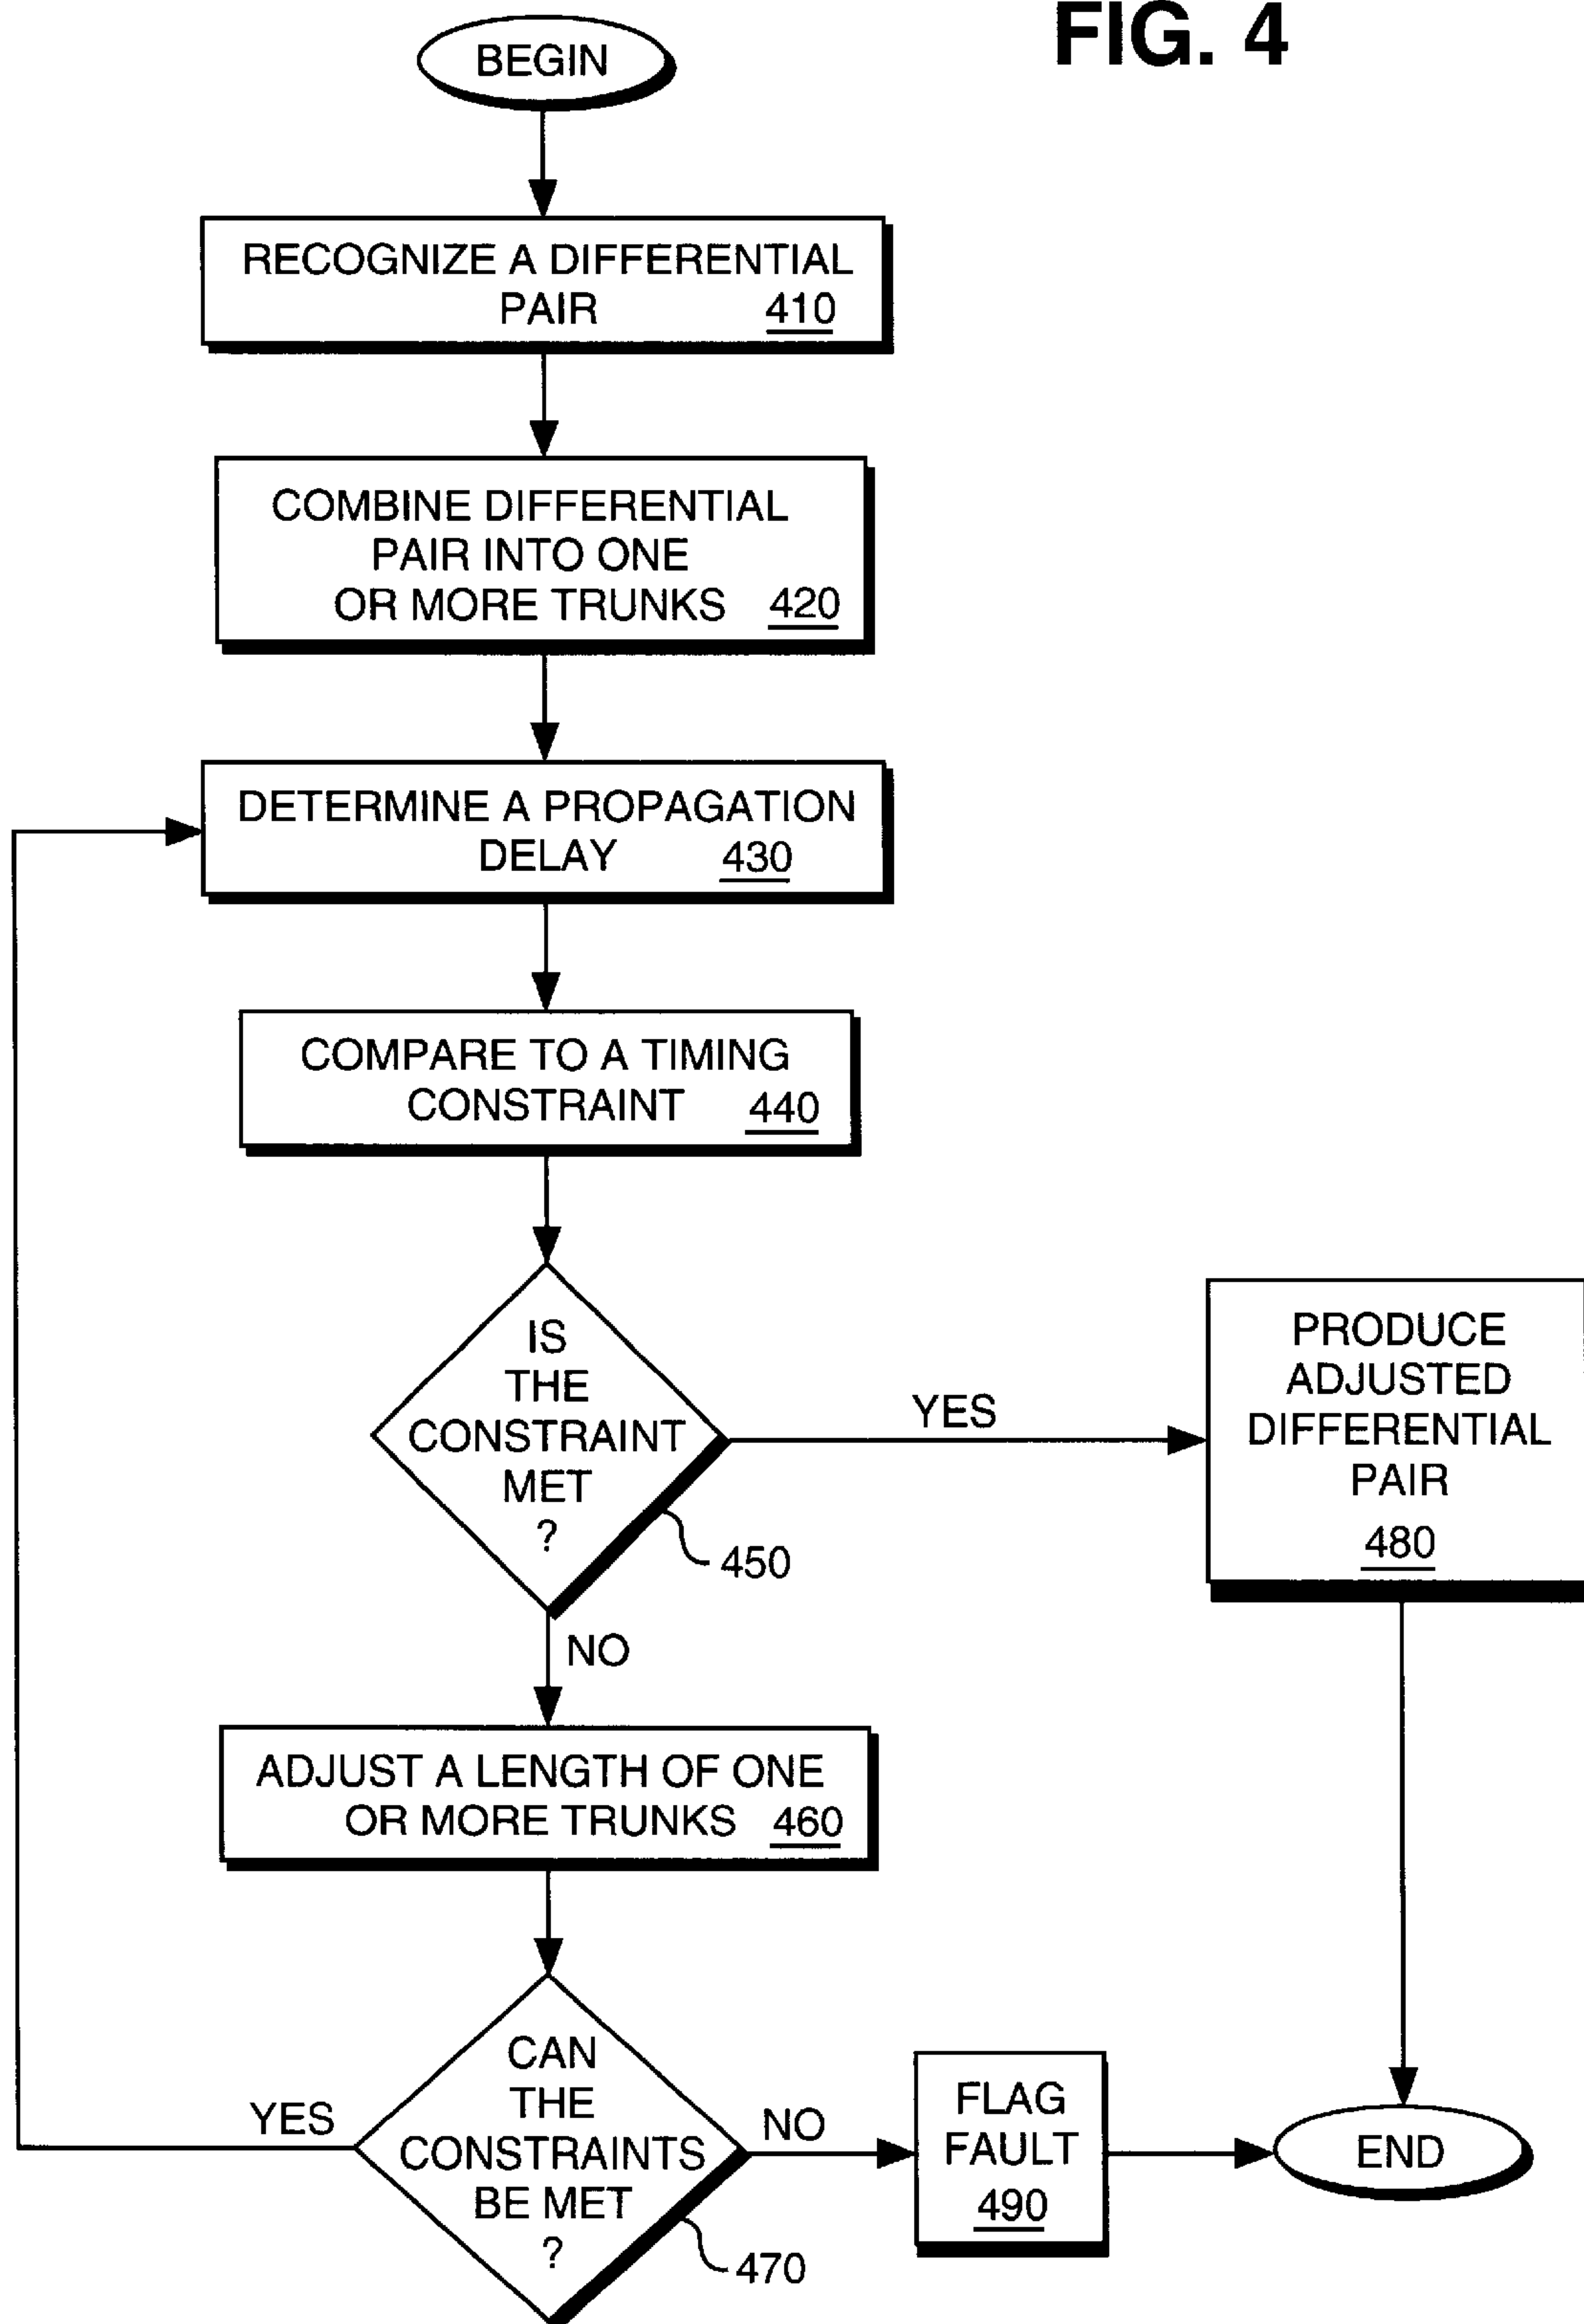 FIG. 4
BEGIN
RECOGNIZE A DIFFERENTIAL
PAIR 410
COMBINE DIFFERENTIAL
PAIR INTO ONE
OR MORE TRUNKS 420
DETERMINE A PROPAGATION
DELAY 430
COMPARE TO A TIMING
CONSTRAINT 440
IS
THE
CONSTRAINT
MET
?
450
YES
PRODUCE
ADJUSTED
DIFFERENTIAL
PAIR
480
NO
ADJUST A LENGTH OF ONE
OR MORE TRUNKS 460
CAN
THE
CONSTRAINTS
BE MET
?
470
YES
NO
FLAG
FAULT
490
END